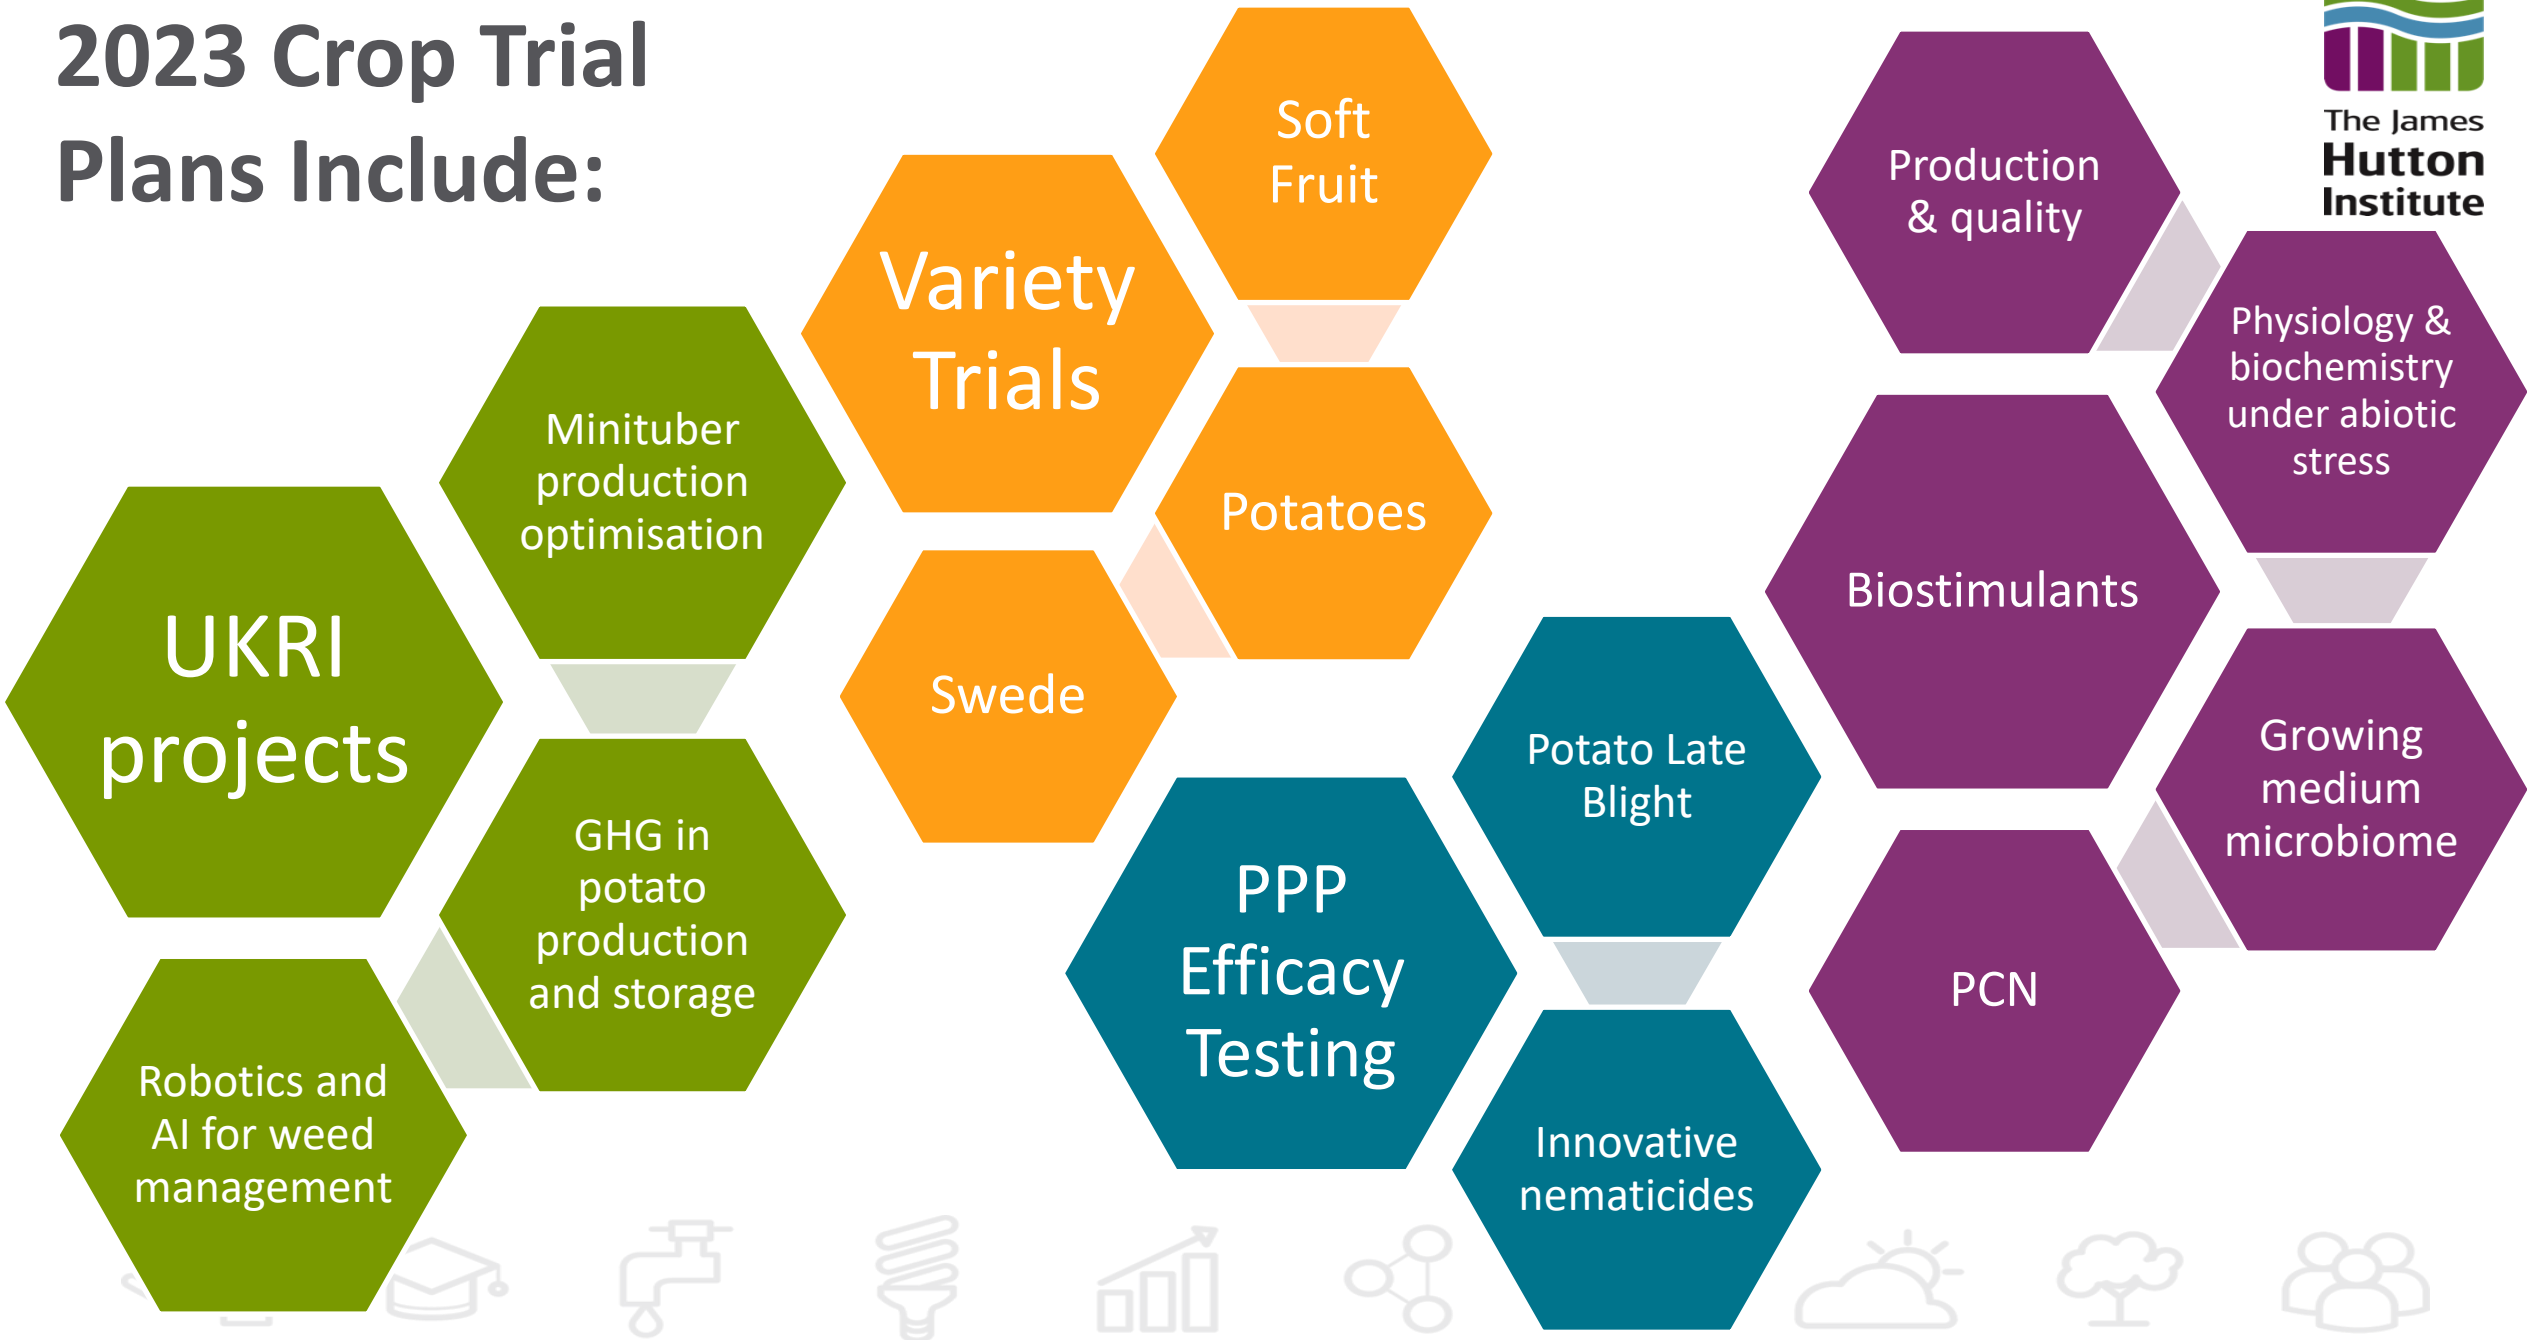 2023 Crop Trial
Plans Include:
UKRI
projects
Minituber
production
optimisation
GHG in
potato
production
and storage
Robotics and
AI for weed
management
Variety
Trials
Soft
Fruit
Potatoes
Swede
PPP
Efficacy
Testing
Potato Late
Blight
Innovative
nematicides
Biostimulants
Production
& quality
Physiology &
biochemistry
under abiotic
stress
Growing
medium
microbiome
PCN
The James
Hutton
Institute